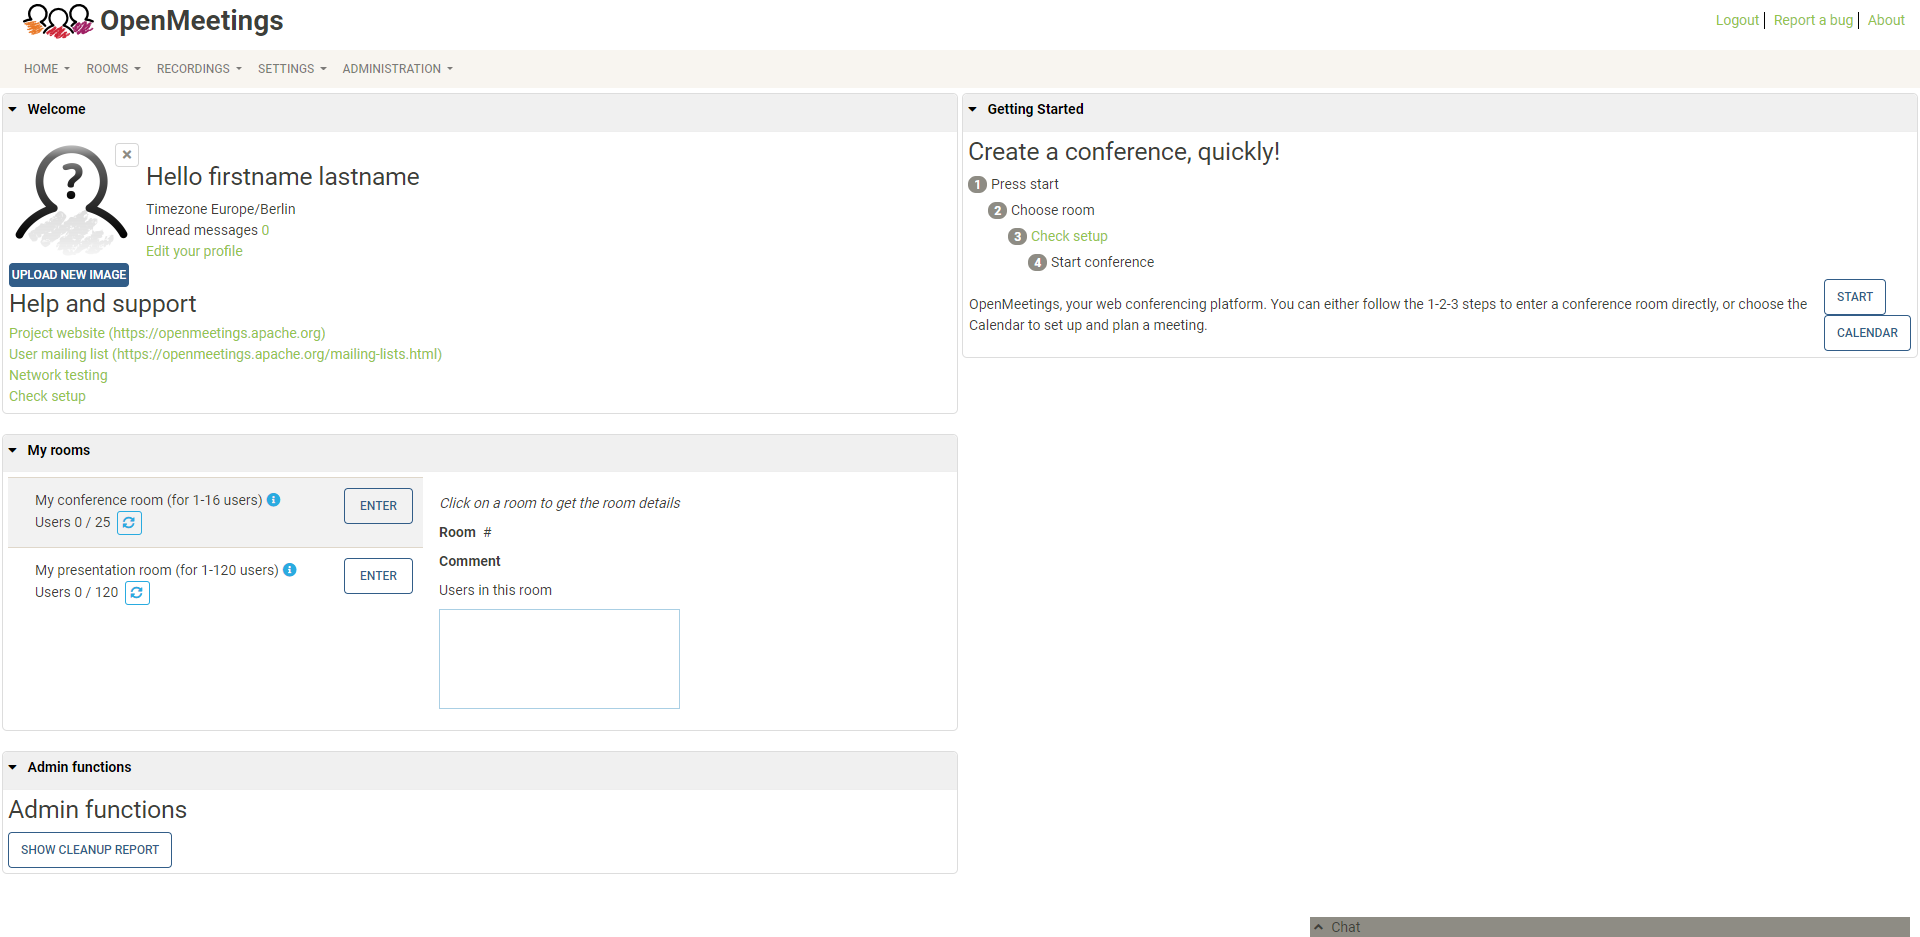 OpenMeetings
Logout
Report a bug
About
HOME
ROOMS
RECORDINGS
SETTINGS
ADMINISTRATION
Welcome
?
Hello firstname lastname
Timezone Europe/Berlin
Unread messages 0
Edit your profile
UPLOAD NEW IMAGE
Help and support
Project website (https://openmeetings.apache.org)
User mailing list (https://openmeetings.apache.org/mailing-lists.html)
Network testing
Check setup
Getting Started
Create a conference, quickly!
1 Press start
2 Choose room
3 Check setup
4 Start conference
OpenMeetings, your web conferencing platform. You can either follow the 1-2-3 steps to enter a conference room directly, or choose the
Calendar to set up and plan a meeting.
START
CALENDAR
My rooms
My conference room (for 1-16 users)
Users 0 / 25
ENTER
My presentation room (for 1-120 users)
Users 0 / 120
ENTER
Click on a room to get the room details
Room #
Comment
Users in this room
Admin functions
Admin functions
SHOW CLEANUP REPORT
Chat